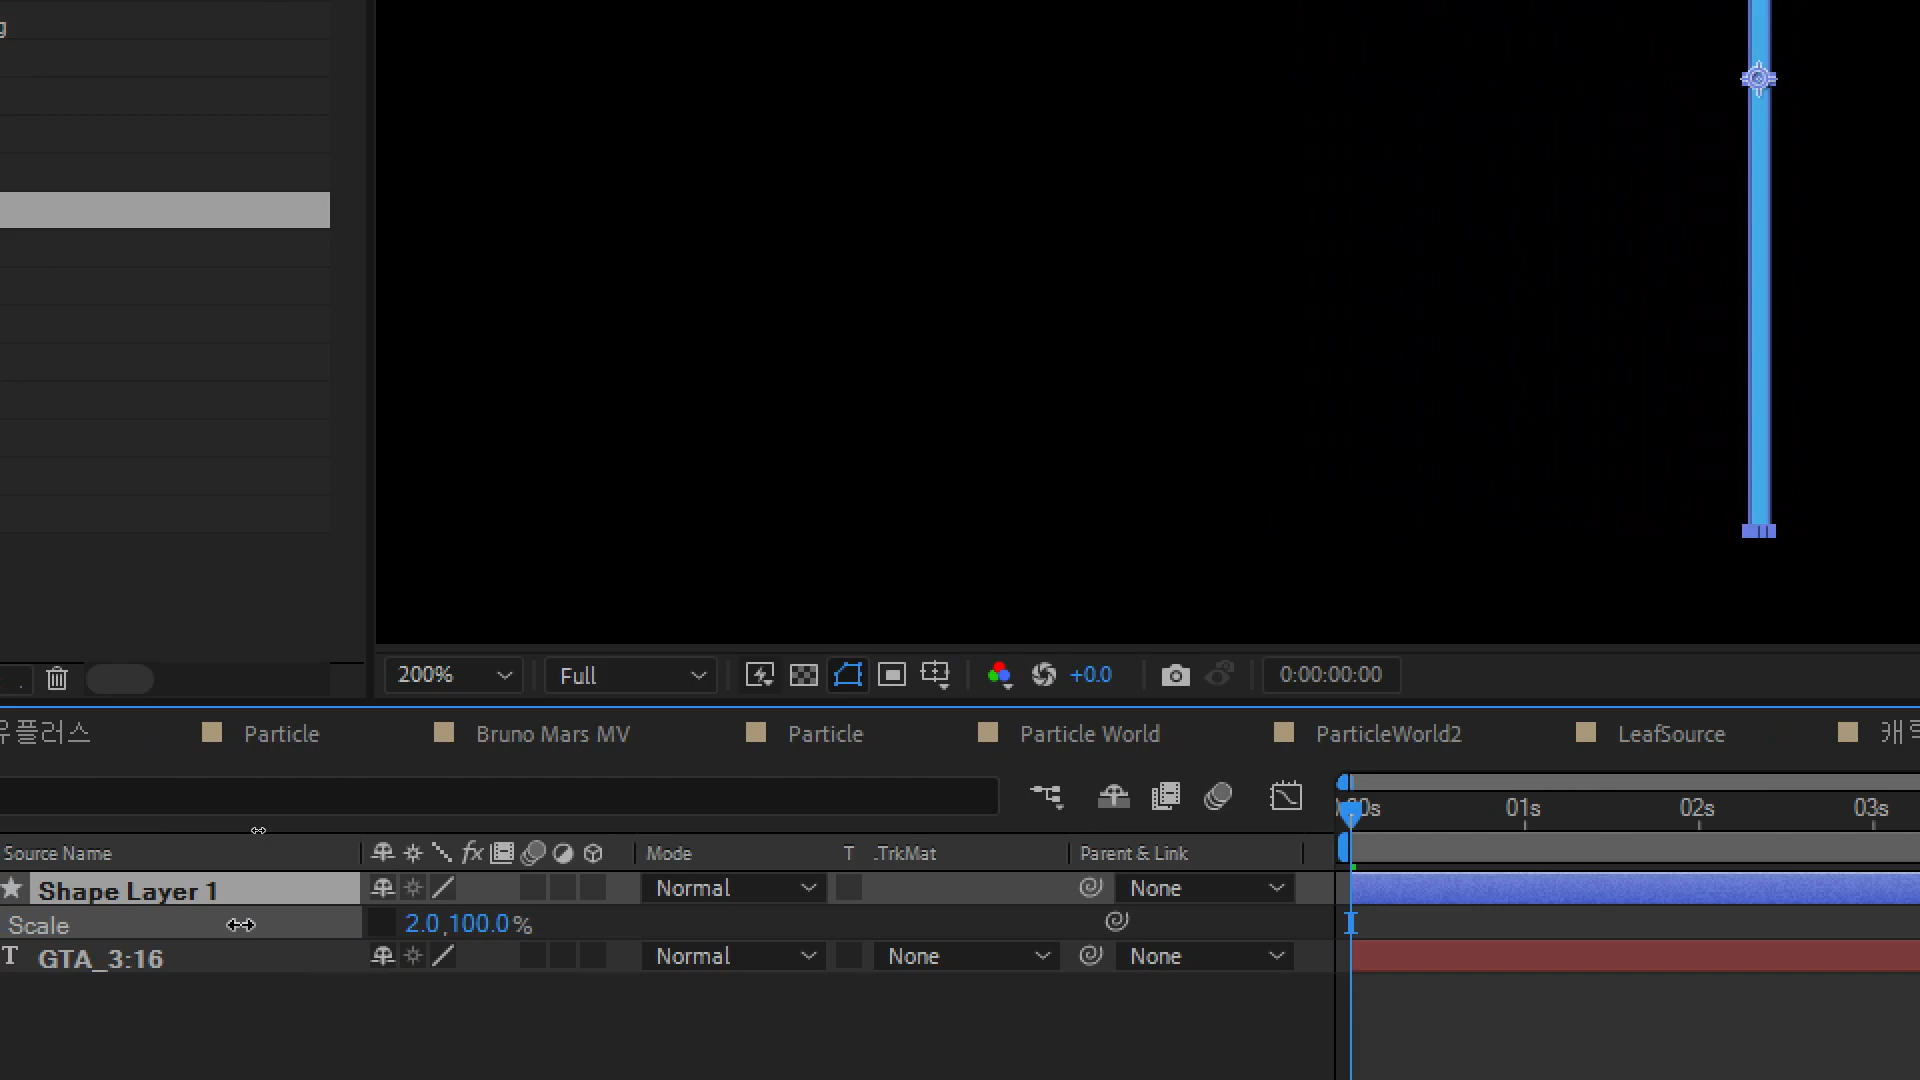 g
200% Full +0.0 0:00:00:00
유플러스 Particle Bruno Mars MV Particle Particle World ParticleWorld2 LeafSource
01s 02s 03s
Source Name fx Mode T .TrkMat Parent & Link
Shape Layer 1 Normal None
Scale 2.0,100.0%
T GTA_3:16 Normal None None